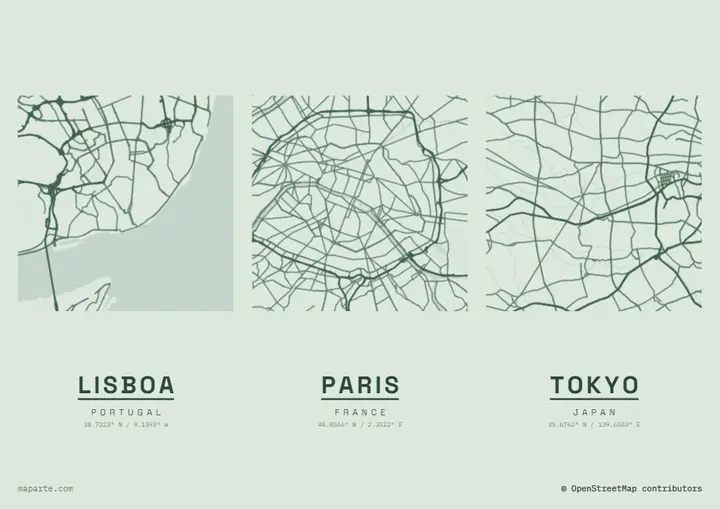 LISBOA
PORTUGAL
38.7223° N / 9.1393° W
PARIS
FRANCE
48.8566° N / 2.3522° E
TOKYO
JAPAN
35.6762° N / 139.6503° E
maparte.com
© OpenStreetMap contributors